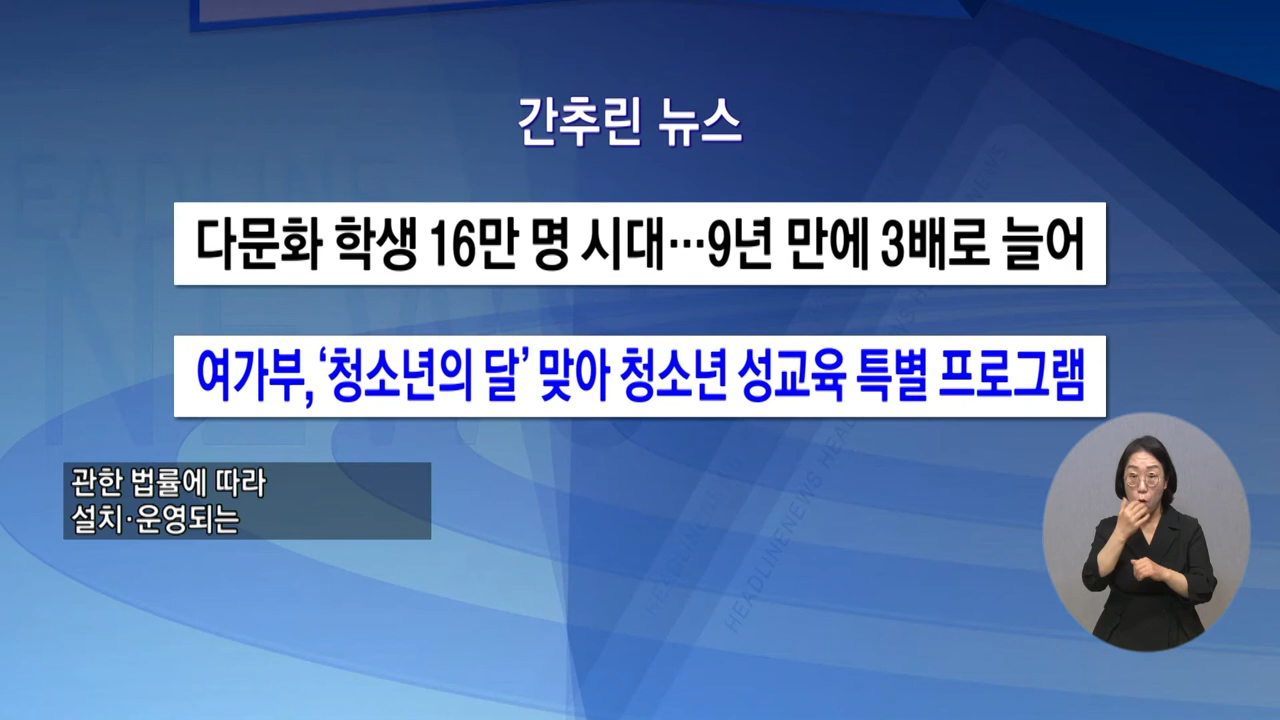 간추린 뉴스
다문화 학생 16만 명 시대…9년 만에 3배로 늘어
여가부, ‘청소년의 달’ 맞아 청소년 성교육 특별 프로그램
관한 법률에 따라
설치·운영되는
HEADLINENEWS HEADLINENEWS